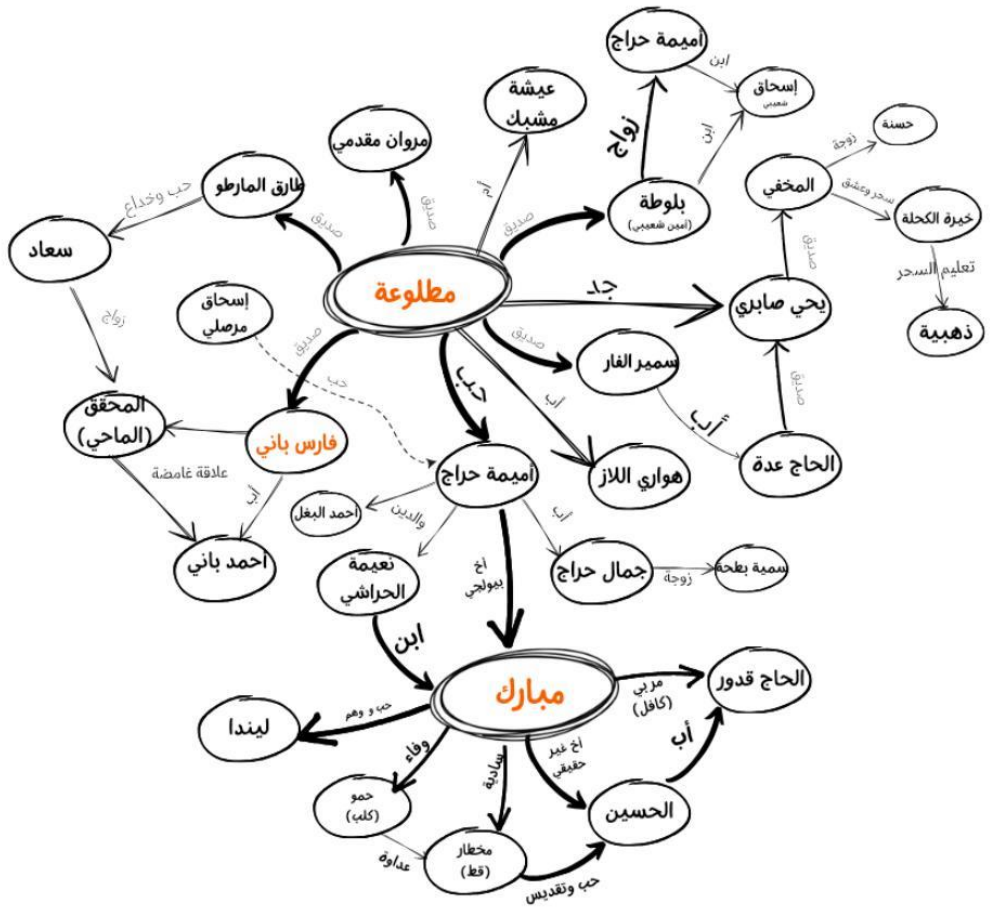 أميمة حراج
ابن
إسحاق
شعيبي
عيشة
مشبك
زواج
ابن
حسنة
زوجة
مروان مقدمي
المخفي
سحر وعشق
طارق المارطو
حب وخداع
صديق
أم
صديق
بلوطة
(أمين شعيبي)
خيرة الكحلة
سعاد
صديق
صديق
تعليم السحر
مطلوعة
جد
يحي صابري
ذهبية
إسحاق
مرصلي
زواج
صديق
صديق
سمير الفار
حب
حب
أب
صديق
أب
المحقق
(الماحي)
فارس باني
أميمة حراج
هواري اللاز
الحاج عدة
علاقة غامضة
أب
أحمد البغل
والدين
أب
أحمد باني
نعيمة
الحراشي
أخ
بيولجي
جمال حراج
زوجة
سمية بطحة
ابن
مبارك
مربي
(كافل)
الحاج قدور
ليندا
حب و وهم
وفاء
سادية
أخ غير
حقيقي
أب
حمو
(كلب)
الحسين
عداوة
مخطار
(قط)
حب وتقديس